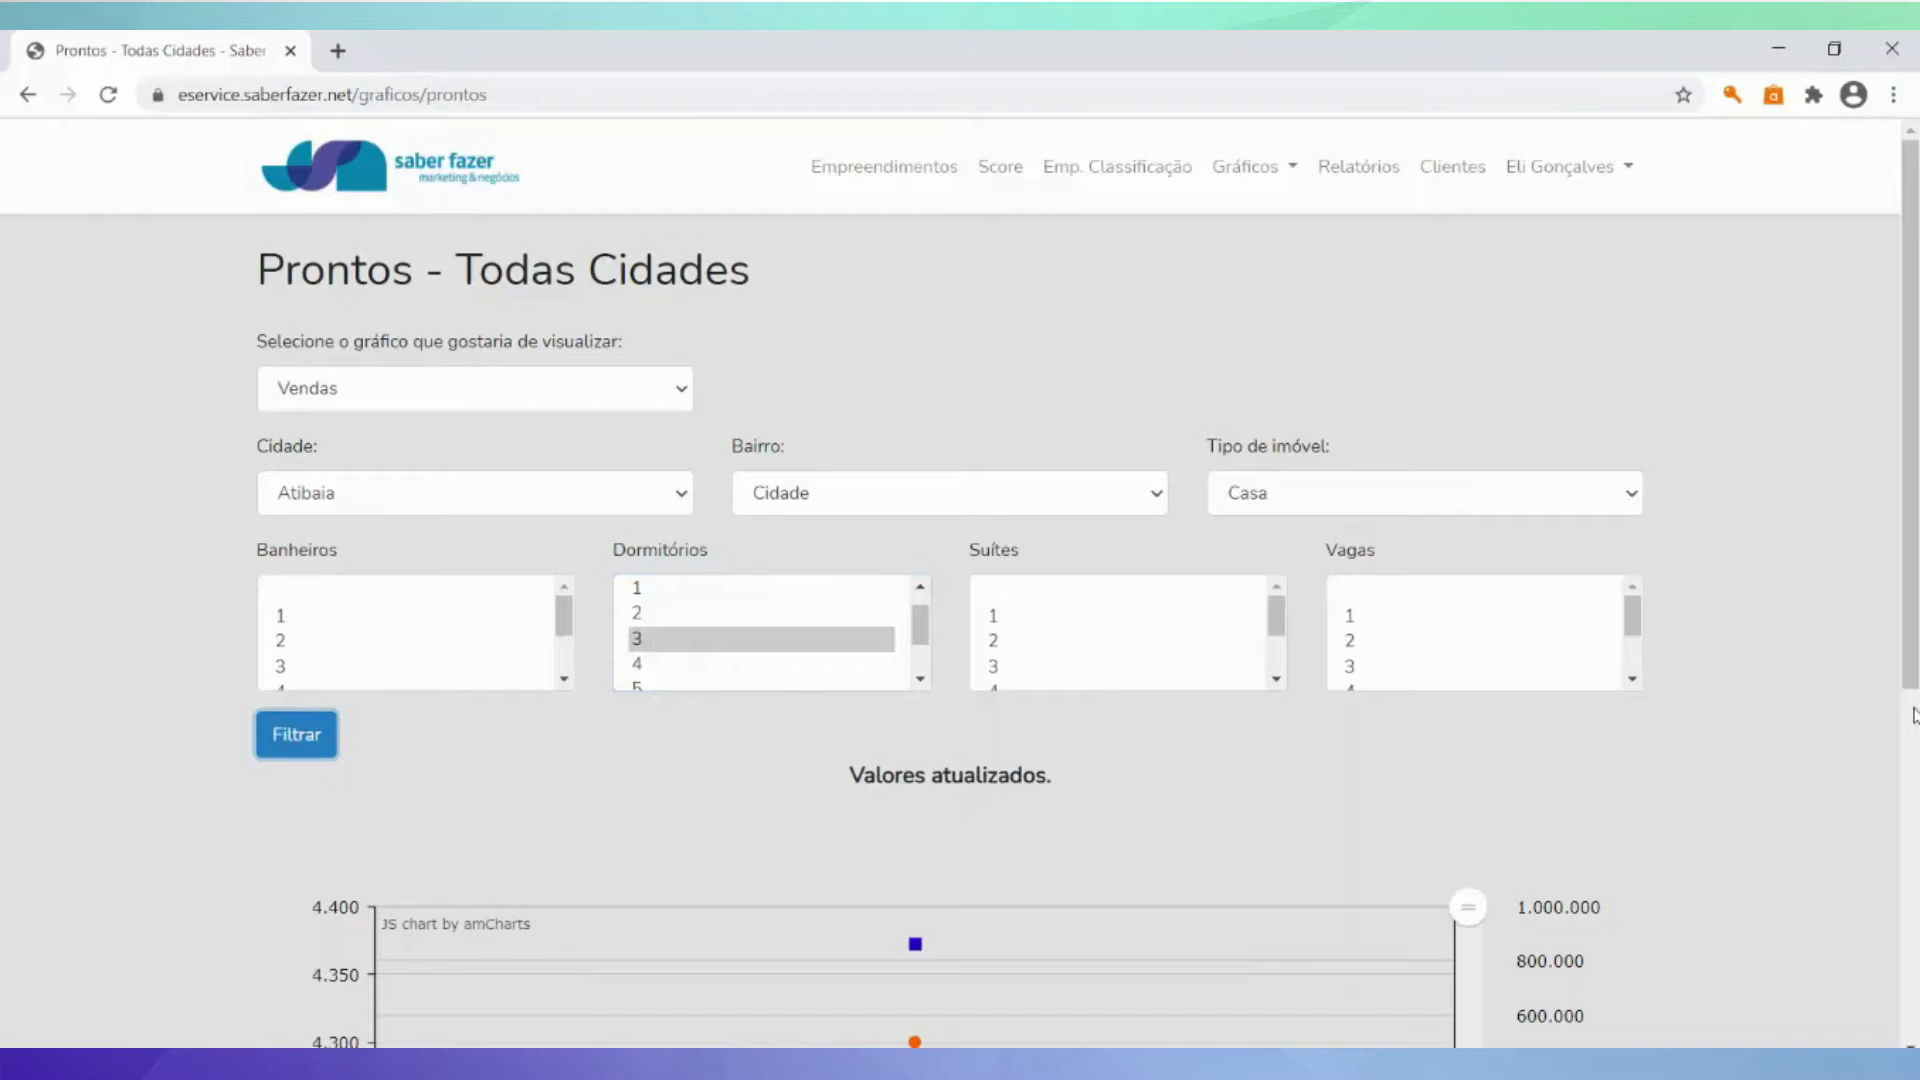 Prontos - Todas Cidades - Saber
eservice.saberfazer.net/graficos/prontos
saber fazer
marketing & negócios
Empreendimentos Score Emp. Classificação Gráficos Relatórios Clientes Eli Gonçalves
Prontos - Todas Cidades
Selecione o gráfico que gostaria de visualizar:
Vendas
Cidade: Bairro: Tipo de imóvel:
Atibaia Cidade Casa
Banheiros Dormitórios Suítes Vagas
1 1 1 1
2 2 2 2
3 3 3 3
4 4 4 4
5
Filtrar
Valores atualizados.
4.400 1.000.000
JS chart by amCharts
4.350 800.000
4.300 600.000